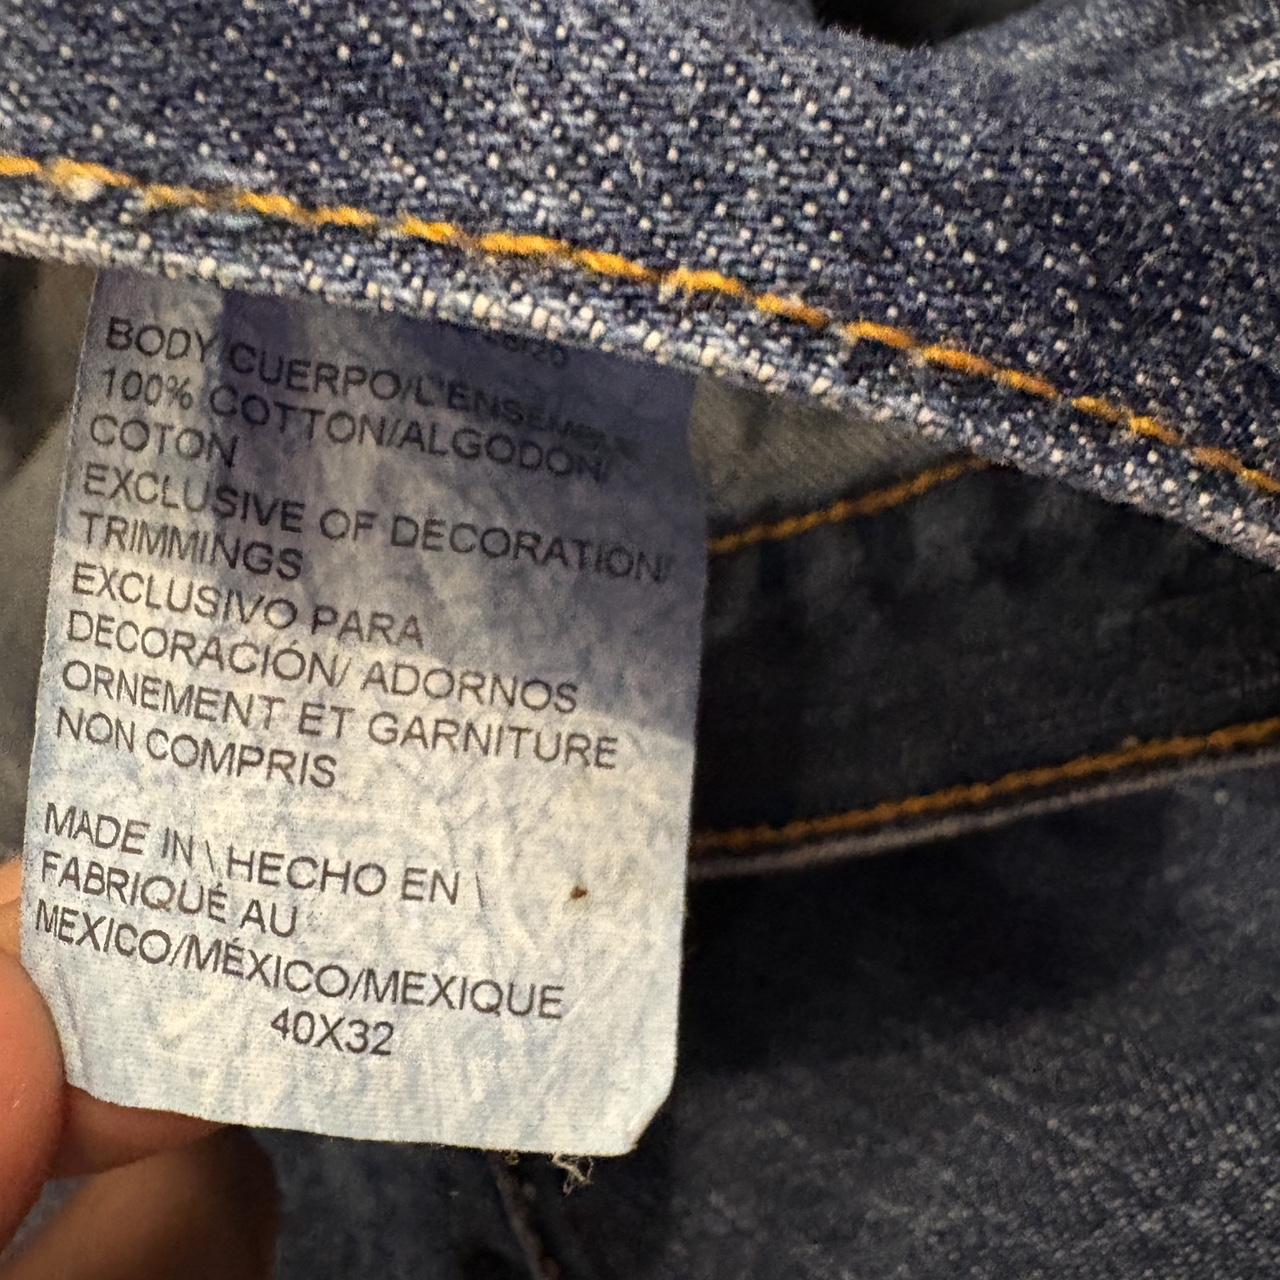 BODY/CUERPO/L'ENSEMBLE
100% COTTON/ALGODON/
COTON
EXCLUSIVE OF DECORATION/
TRIMMINGS
EXCLUSIVO PARA
DECORACIÓN/ ADORNOS
ORNEMENT ET GARNITURE
NON COMPRIS
MADE IN \ HECHO EN \
FABRIQUÉ AU
MEXICO/MÉXICO/MEXIQUE
40X32